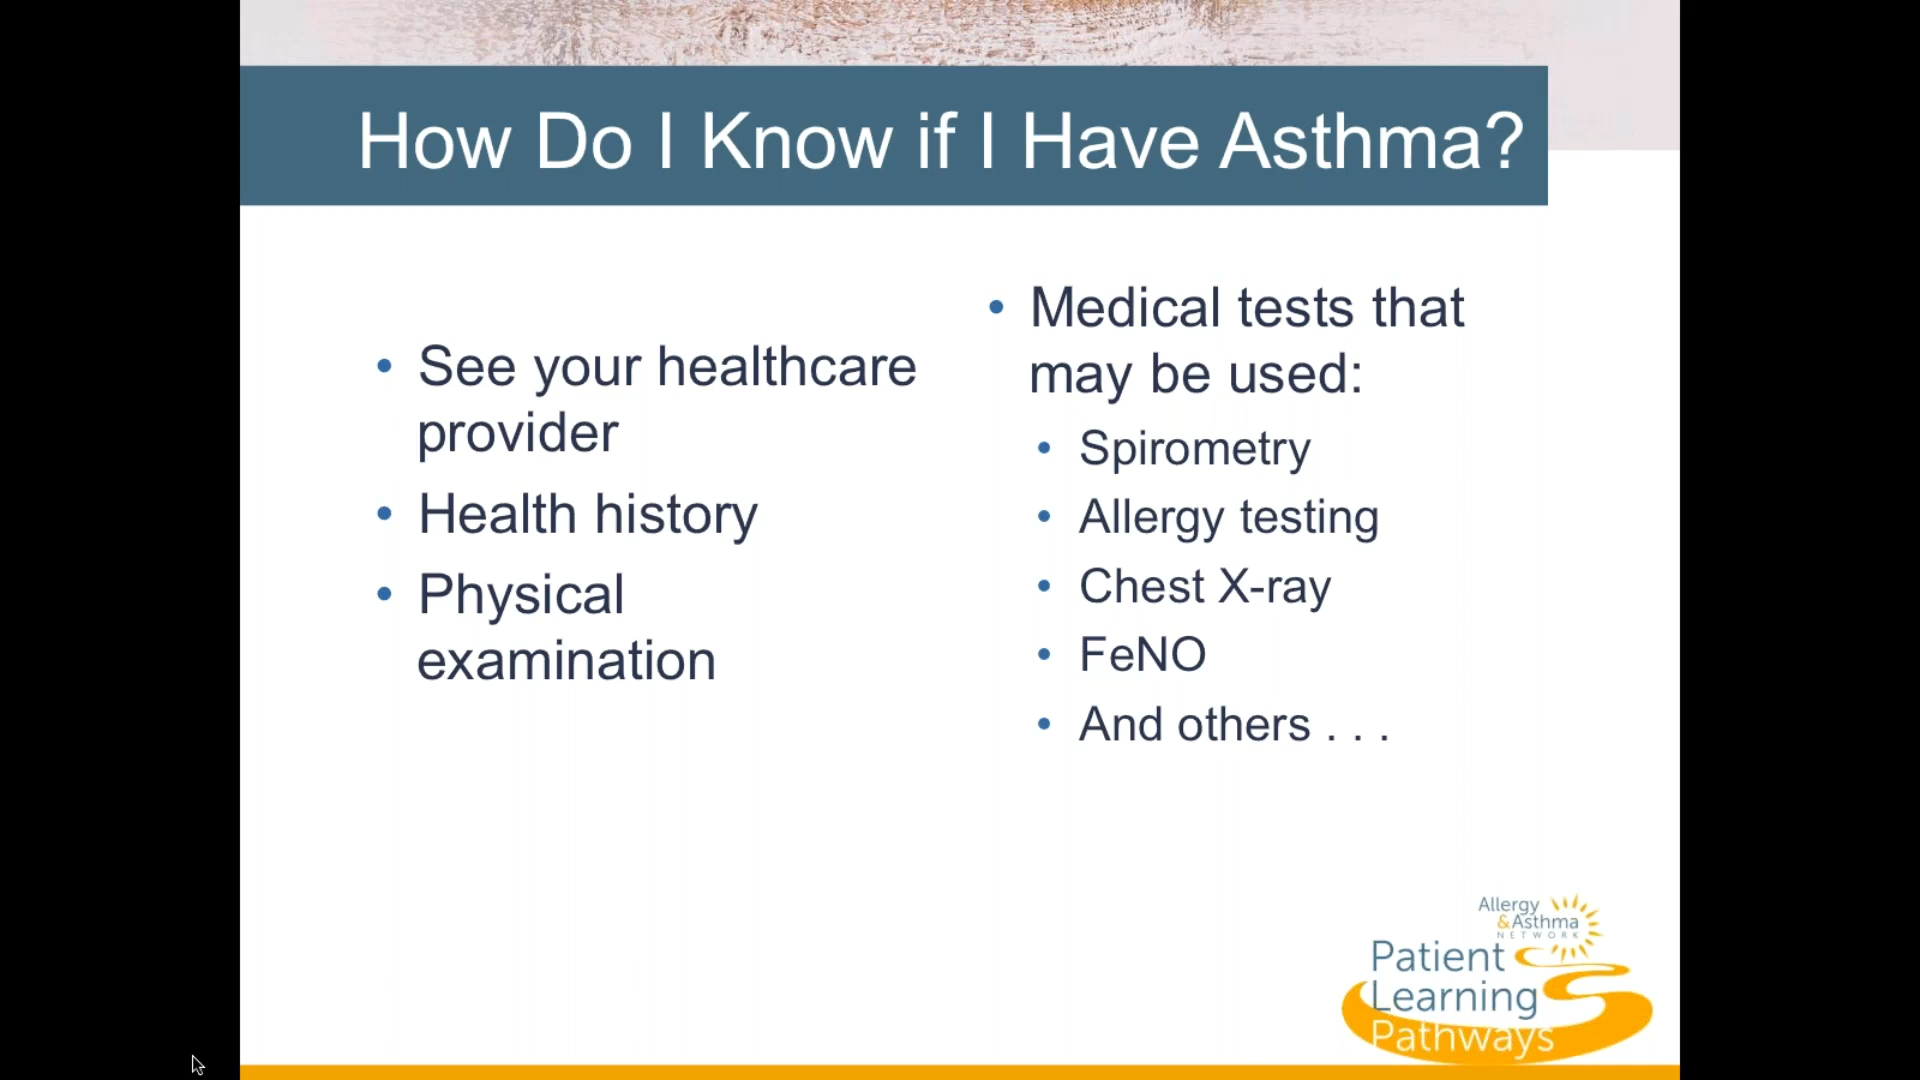 How Do I Know if I Have Asthma?
• See your healthcare
provider
• Health history
• Physical
examination
• Medical tests that
may be used:
• Spirometry
• Allergy testing
• Chest X-ray
• FeNO
• And others . . .
Allergy
&Asthma
NETWORK
Patient
Learning
Pathways